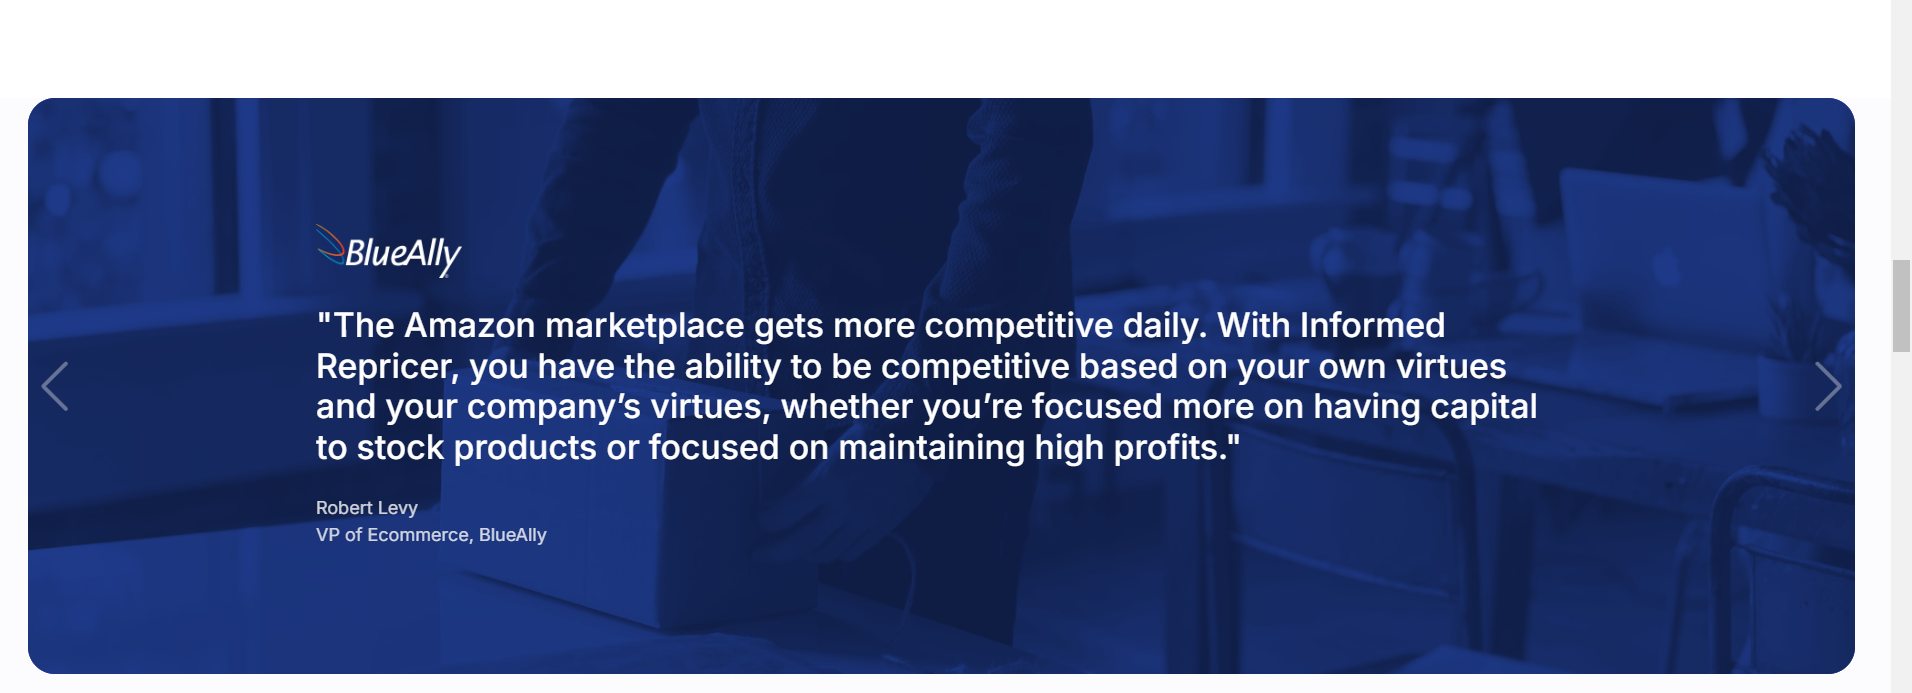 BlueAlly
"The Amazon marketplace gets more competitive daily. With Informed
Repricer, you have the ability to be competitive based on your own virtues
and your company’s virtues, whether you’re focused more on having capital
to stock products or focused on maintaining high profits."
Robert Levy
VP of Ecommerce, BlueAlly